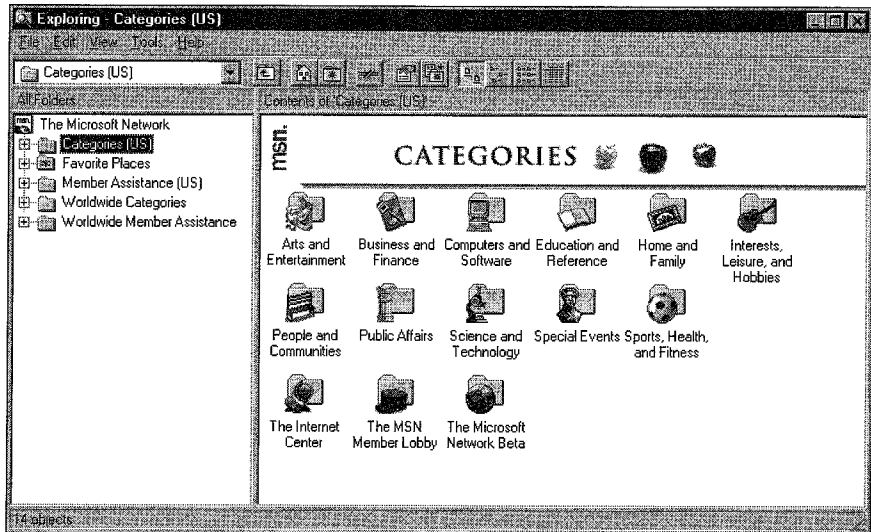 Exploring - Categories (US)
File Edit View Tools Help
Categories (US)
All Folders
Contents of 'Categories (US)'
msn.
The Microsoft Network
Categories (US)
Favorite Places
Member Assistance (US)
Worldwide Categories
Worldwide Member Assistance
msn.
CATEGORIES
Arts and Entertainment
Business and Finance
Computers and Software
Education and Reference
Home and Family
Interests, Leisure, and Hobbies
People and Communities
Public Affairs
Science and Technology
Special Events
Sports, Health, and Fitness
The Internet Center
The MSN Member Lobby
The Microsoft Network Beta
14 objects